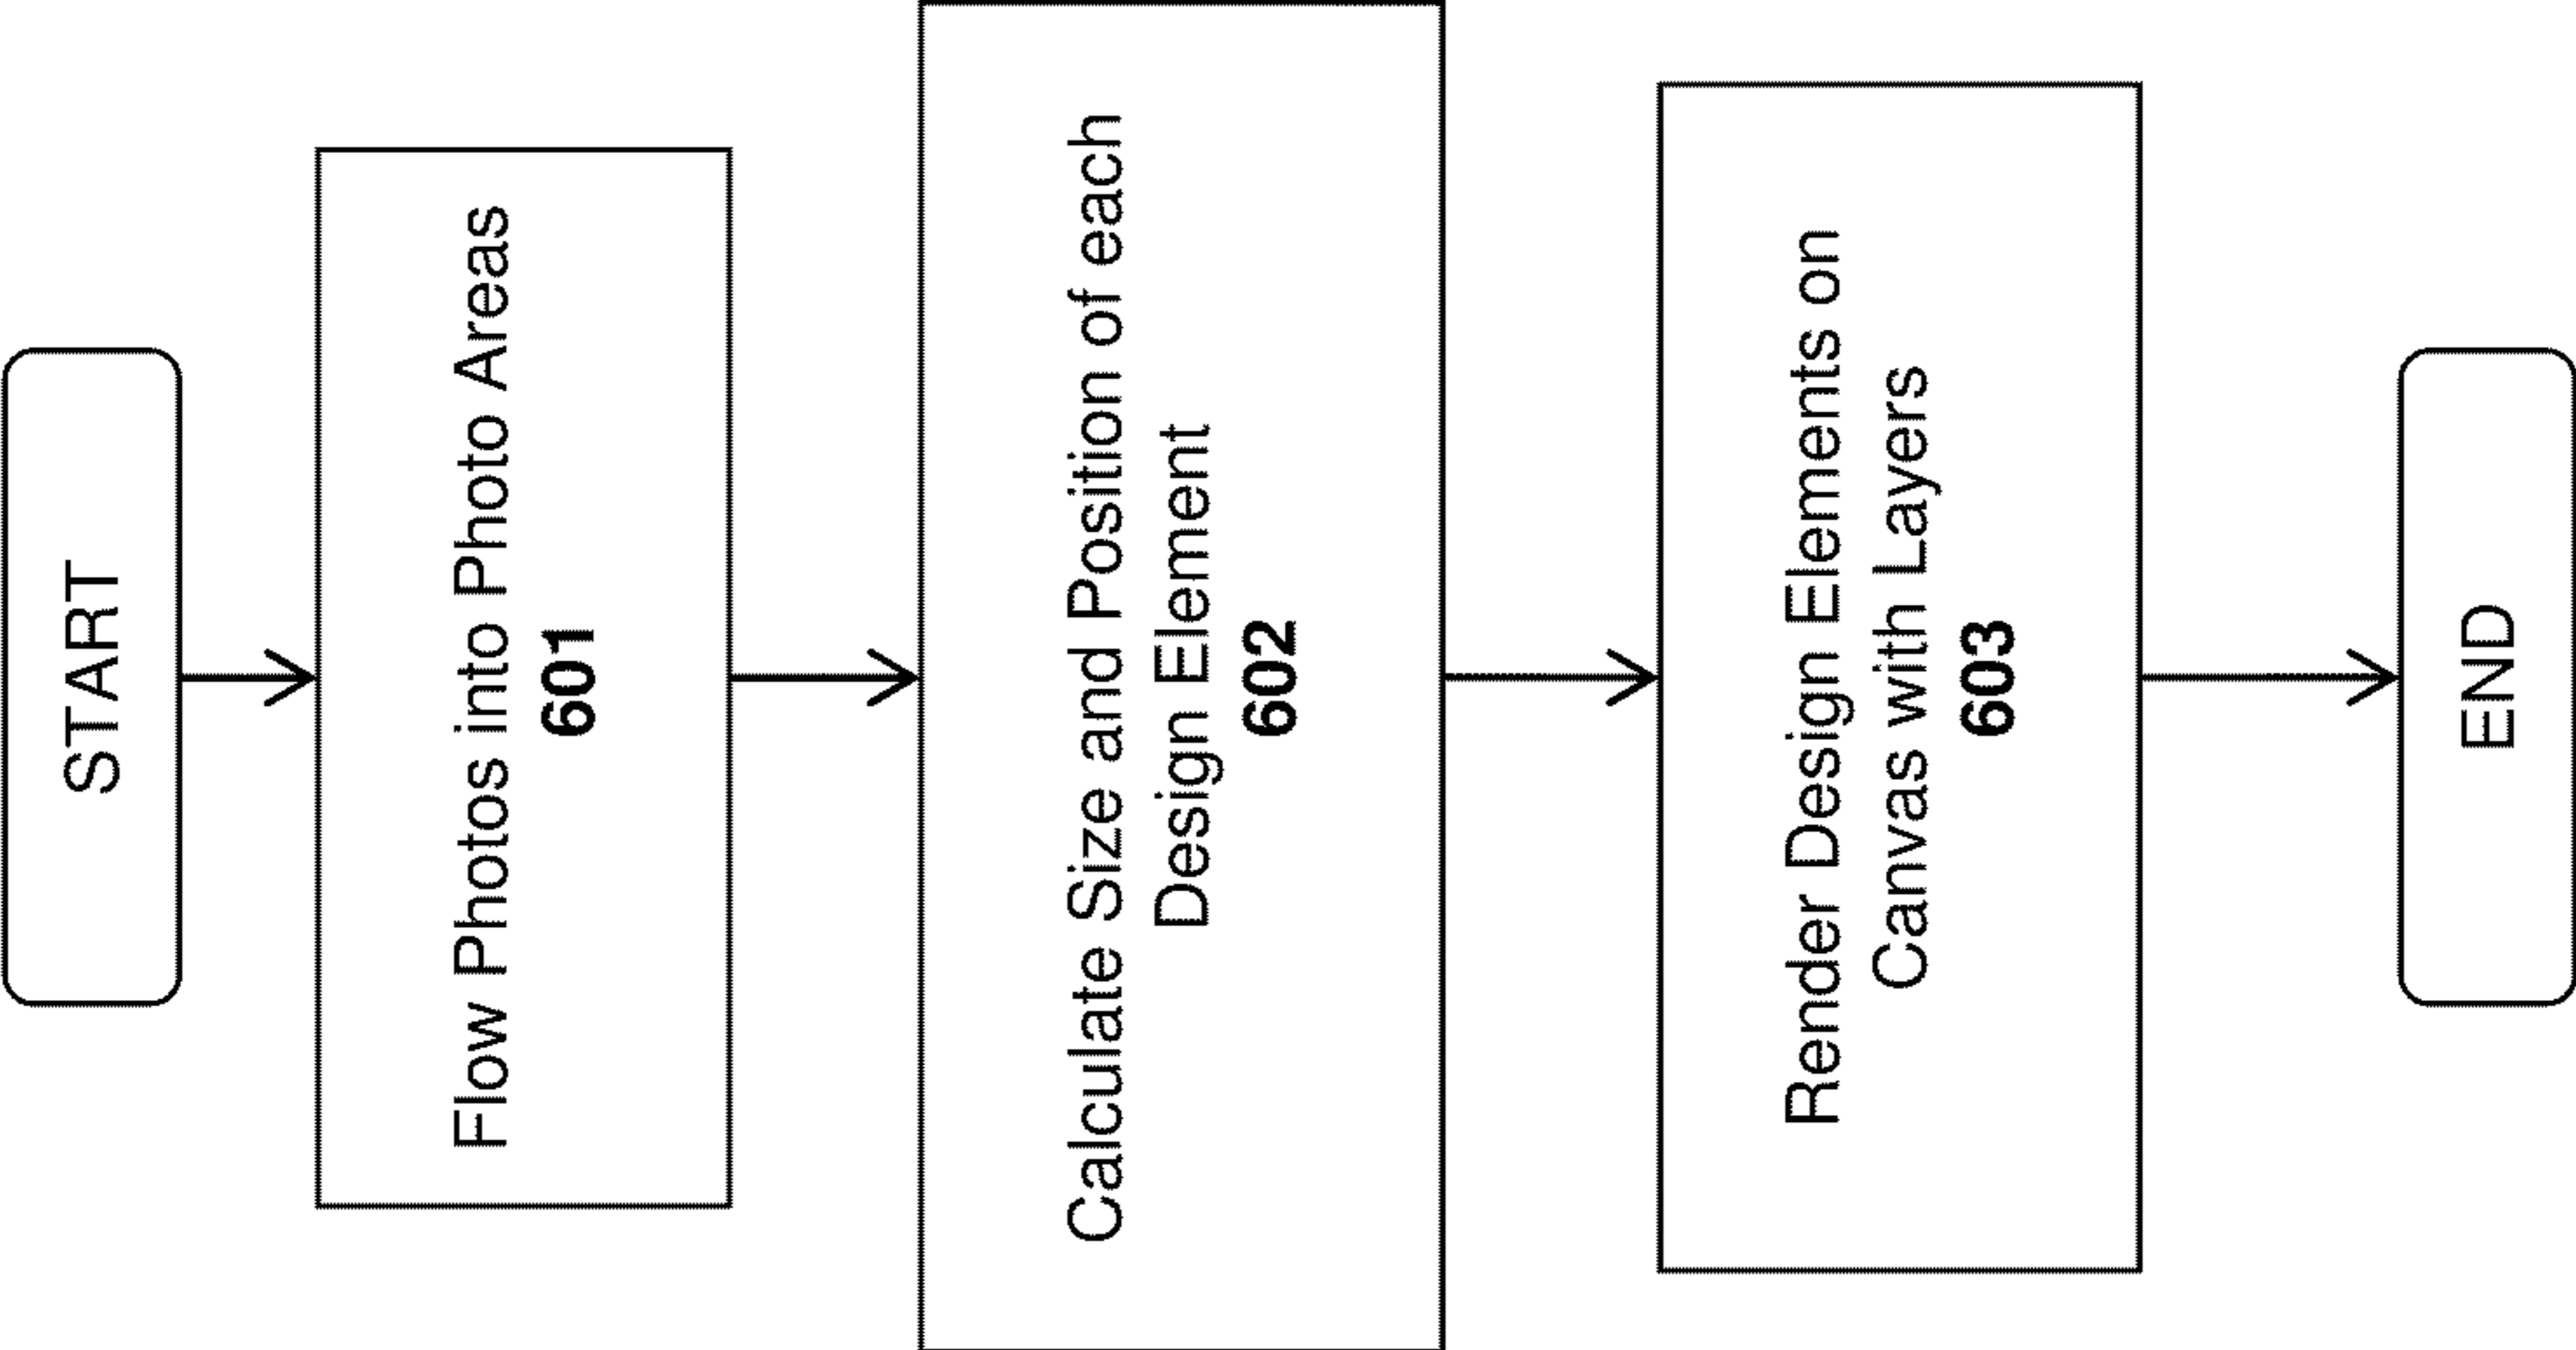 START
Flow Photos into Photo Areas
601
Calculate Size and Position of each
Design Element
602
Render Design Elements on
Canvas with Layers
603
END